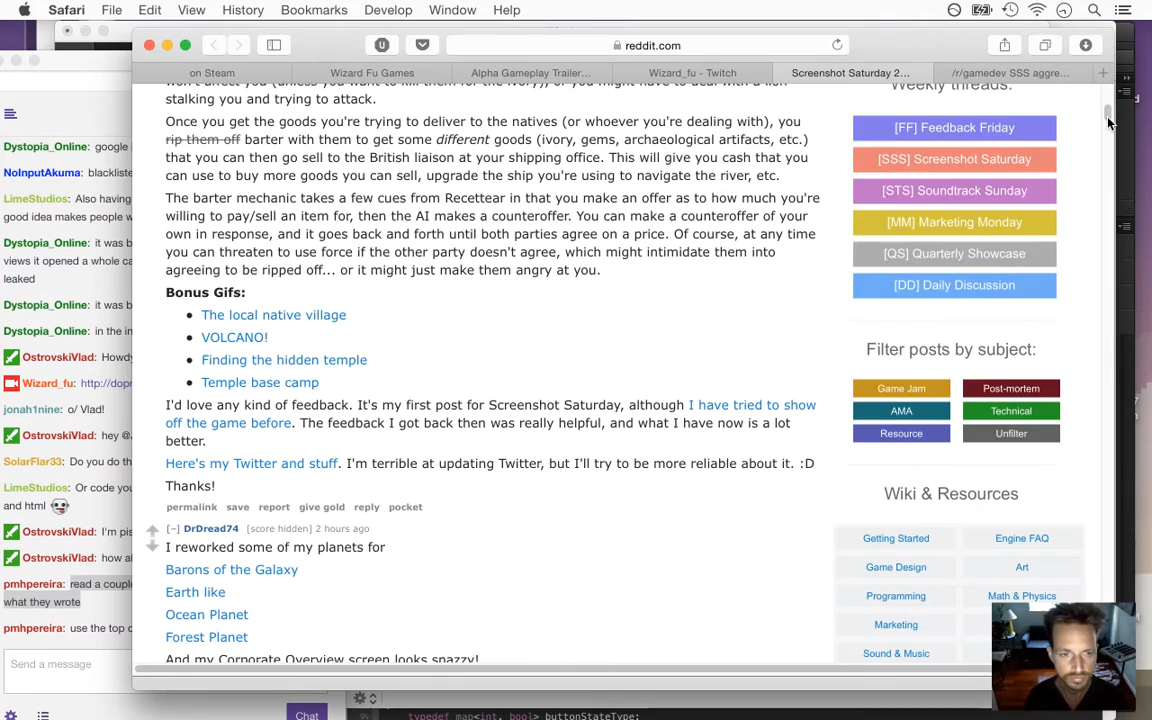 Safari File Edit View History Bookmarks Develop Window Help
reddit.com
on Steam
Wizard Fu Games
Alpha Gameplay Trailer...
Wizard_fu - Twitch
Screenshot Saturday 2...
/r/gamedev SSS aggre...
Dystopia_Online: google
NoInputAkuma: blackliste
LimeStudios: Also having
good idea makes people w
Dystopia_Online: it was b
views it opened a whole ca
leaked
Dystopia_Online: it was b
Dystopia_Online: in the in
OstrovskiVlad: Howdy
Wizard_fu: http://dopr
jonah1nine: o/ Vlad!
OstrovskiVlad: hey @
SolarFlar33: Do you do th
LimeStudios: Or code you
and html
OstrovskiVlad: I'm pis
OstrovskiVlad: how al
pmhpereira: read a couple
what they wrote
pmhpereira: use the top c
Send a message
Chat
stalking you and trying to attack.
Once you get the goods you're trying to deliver to the natives (or whoever you're dealing with), you
rip them off barter with them to get some different goods (ivory, gems, archaeological artifacts, etc.)
that you can then go sell to the British liaison at your shipping office. This will give you cash that you
can use to buy more goods you can sell, upgrade the ship you're using to navigate the river, etc.
The barter mechanic takes a few cues from Recettear in that you make an offer as to how much you're
willing to pay/sell an item for, then the AI makes a counteroffer. You can make a counteroffer of your
own in response, and it goes back and forth until both parties agree on a price. Of course, at any time
you can threaten to use force if the other party doesn't agree, which might intimidate them into
agreeing to be ripped off... or it might just make them angry at you.
Bonus Gifs:
The local native village
VOLCANO!
Finding the hidden temple
Temple base camp
I'd love any kind of feedback. It's my first post for Screenshot Saturday, although I have tried to show
off the game before. The feedback I got back then was really helpful, and what I have now is a lot
better.
Here's my Twitter and stuff. I'm terrible at updating Twitter, but I'll try to be more reliable about it. :D
Thanks!
permalink save report give gold reply pocket
[–] DrDread74 [score hidden] 2 hours ago
I reworked some of my planets for
Barons of the Galaxy
Earth like
Ocean Planet
Forest Planet
And my Corporate Overview screen looks snazzy!
Weekly threads:
[FF] Feedback Friday
[SSS] Screenshot Saturday
[STS] Soundtrack Sunday
[MM] Marketing Monday
[QS] Quarterly Showcase
[DD] Daily Discussion
Filter posts by subject:
Game Jam Post-mortem
AMA Technical
Resource Unfilter
Wiki & Resources
Getting Started Engine FAQ
Game Design Art
Programming Math & Physics
Marketing
Sound & Music
typedef map<int, bool> buttonStateType;